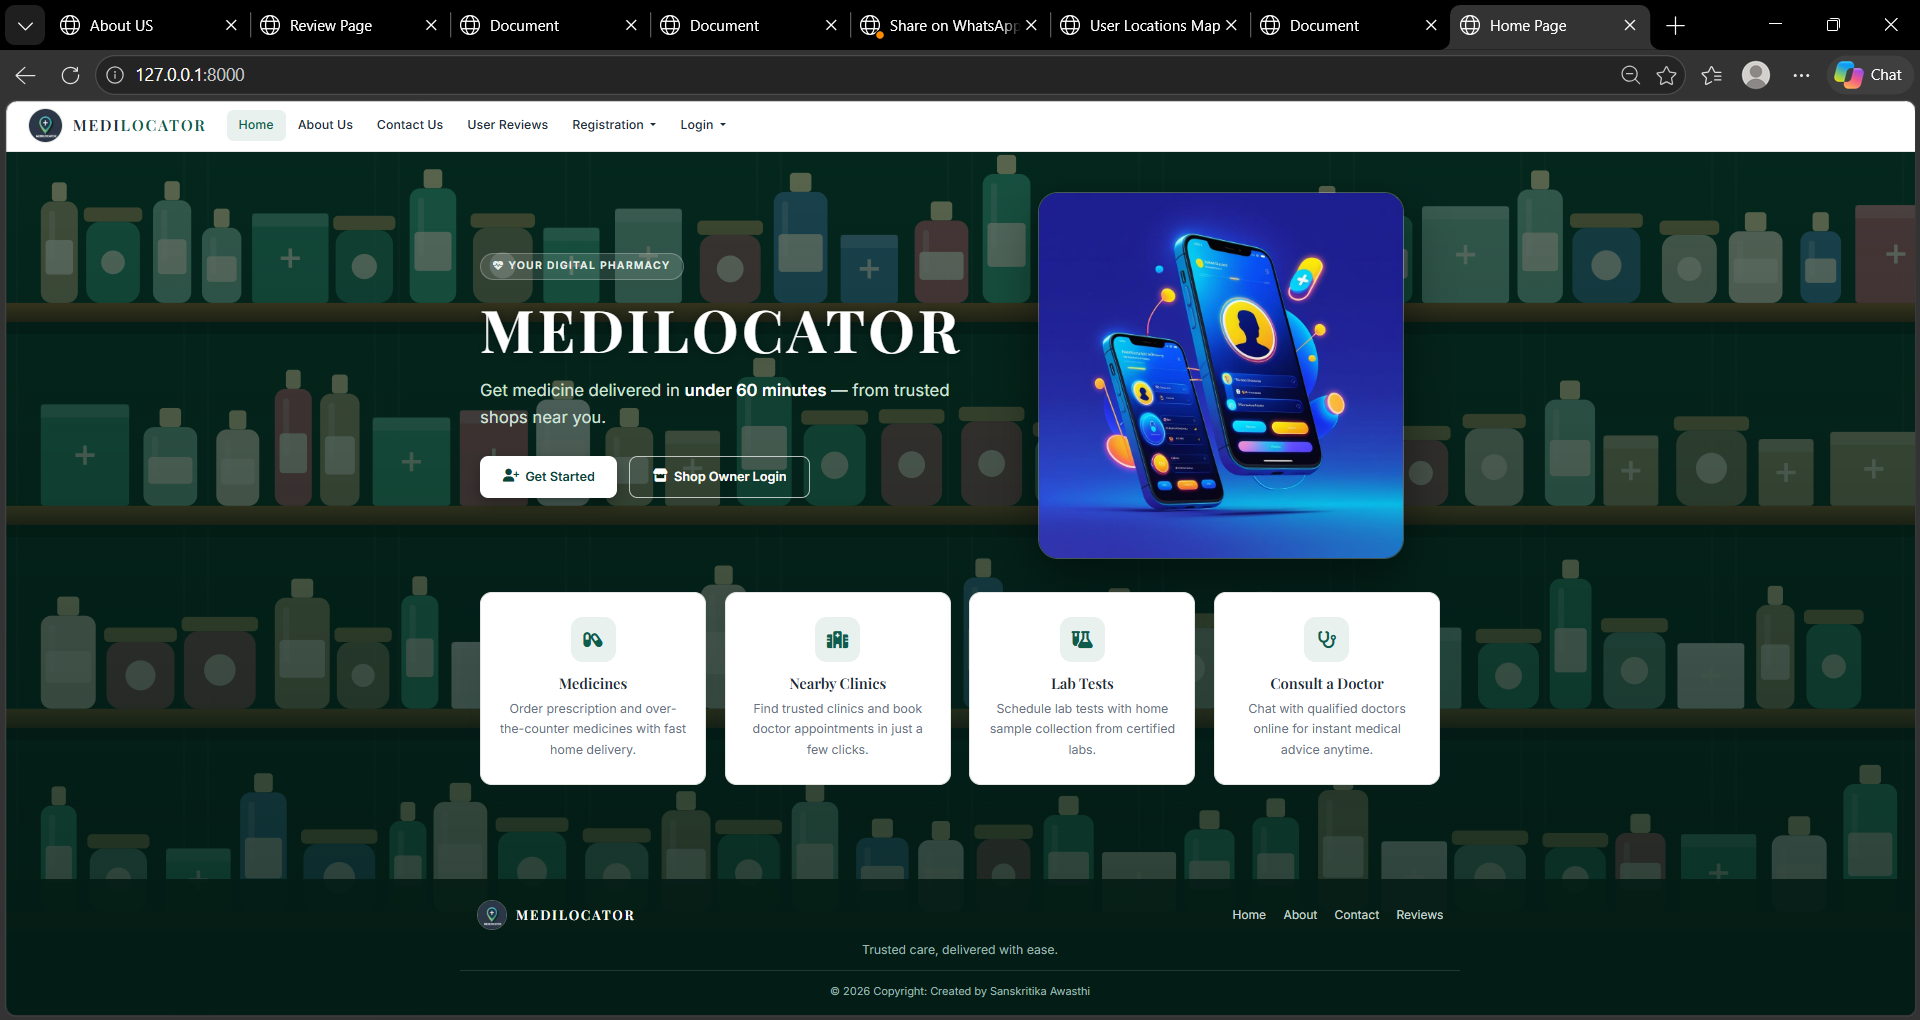 About US
Review Page
Document
Document
Share on WhatsApp
User Locations Map
Document
Home Page
127.0.0.1:8000
Chat
MEDILOCATOR
Home
About Us
Contact Us
User Reviews
Registration
Login
YOUR DIGITAL PHARMACY
MEDILOCATOR
Get medicine delivered in under 60 minutes — from trusted
shops near you.
Get Started
Shop Owner Login
Medicines
Order prescription and over-
the-counter medicines with fast
home delivery.
Nearby Clinics
Find trusted clinics and book
doctor appointments in just a
few clicks.
Lab Tests
Schedule lab tests with home
sample collection from certified
labs.
Consult a Doctor
Chat with qualified doctors
online for instant medical
advice anytime.
MEDILOCATOR
Home
About
Contact
Reviews
Trusted care, delivered with ease.
© 2026 Copyright: Created by Sanskritika Awasthi